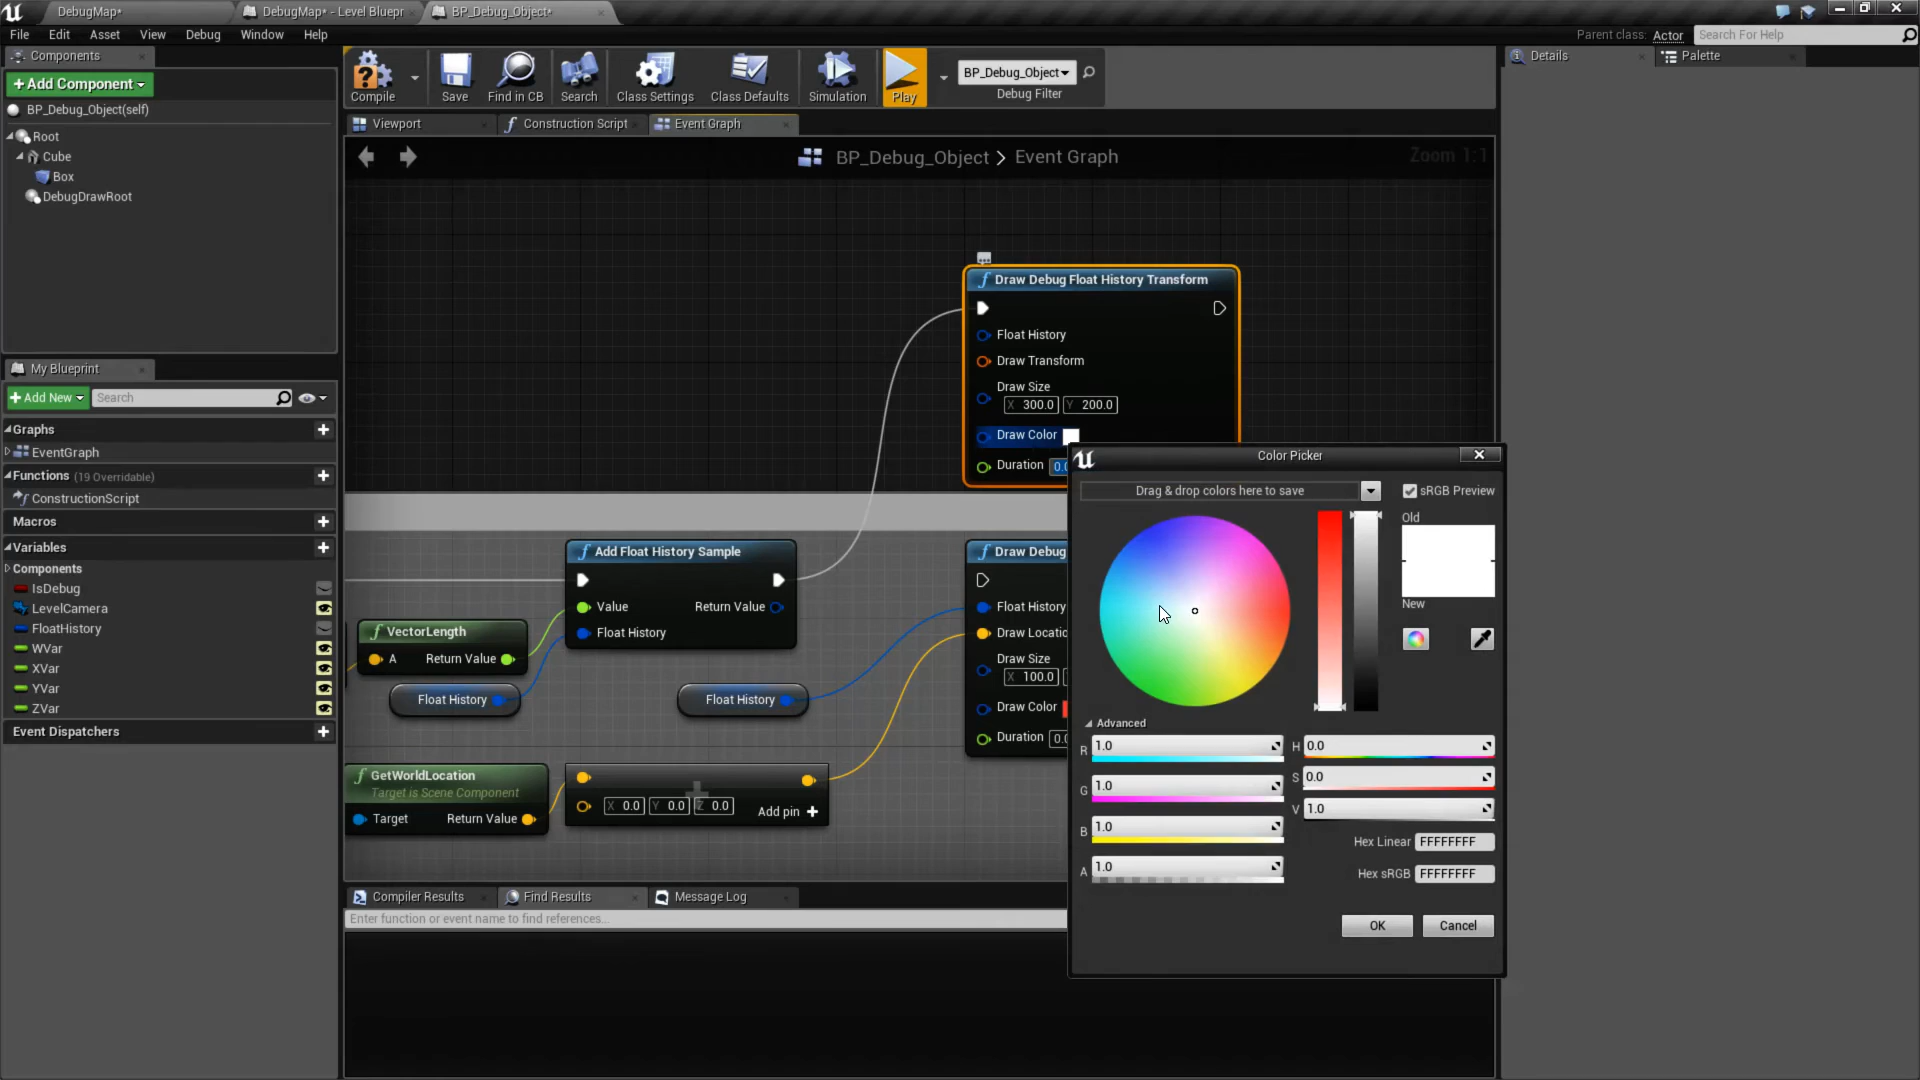 DebugMap*
DebugMap* - Level Bluepr
BP_Debug_Object*
File Edit Asset View Debug Window Help
Parent class: Actor
Search For Help
Components
+ Add Component
BP_Debug_Object(self)
Root
Cube
Box
DebugDrawRoot
Compile
Save
Find in CB
Search
Class Settings
Class Defaults
Simulation
Play
BP_Debug_Object
Debug Filter
Details
Palette
Viewport
Construction Script
Event Graph
BP_Debug_Object > Event Graph
Zoom 1:1
My Blueprint
+ Add New
Search
Graphs
EventGraph
Functions (19 Overridable)
ConstructionScript
Macros
Variables
Components
IsDebug
LevelCamera
FloatHistory
WVar
XVar
YVar
ZVar
Event Dispatchers
Draw Debug Float History Transform
Float History
Draw Transform
Draw Size
X 300.0 Y 200.0
Draw Color
Duration 0.0
Add Float History Sample
Value
Return Value
Float History
VectorLength
A
Return Value
Float History
Float History
GetWorldLocation
Target is Scene Component
Target
Return Value
X 0.0 Y 0.0 Z 0.0
Add pin +
Draw Debug
Float History
Draw Locatio
Draw Size
X 100.0
Draw Color
Duration 0.0
Color Picker
Drag & drop colors here to save
sRGB Preview
Old
New
Advanced
R 1.0
G 1.0
B 1.0
A 1.0
H 0.0
S 0.0
V 1.0
Hex Linear FFFFFFFF
Hex sRGB FFFFFFFF
OK
Cancel
Compiler Results
Find Results
Message Log
Enter function or event name to find references...